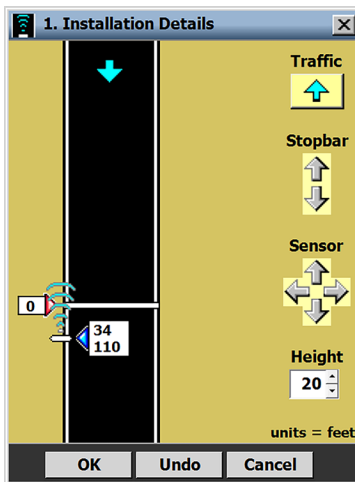 1. Installation Details
Traffic
Stopbar
Sensor
0
34
110
Height
20
units = feet
OK
Undo
Cancel